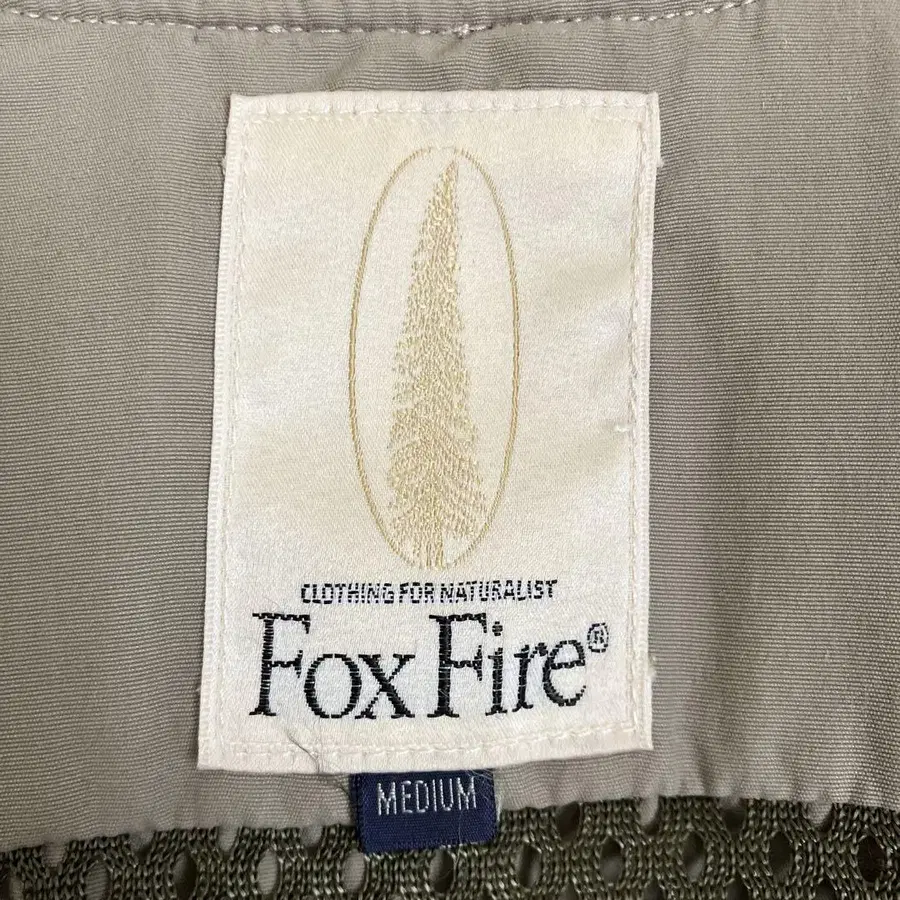 CLOTHING FOR NATURALIST
Fox Fire®
MEDIUM